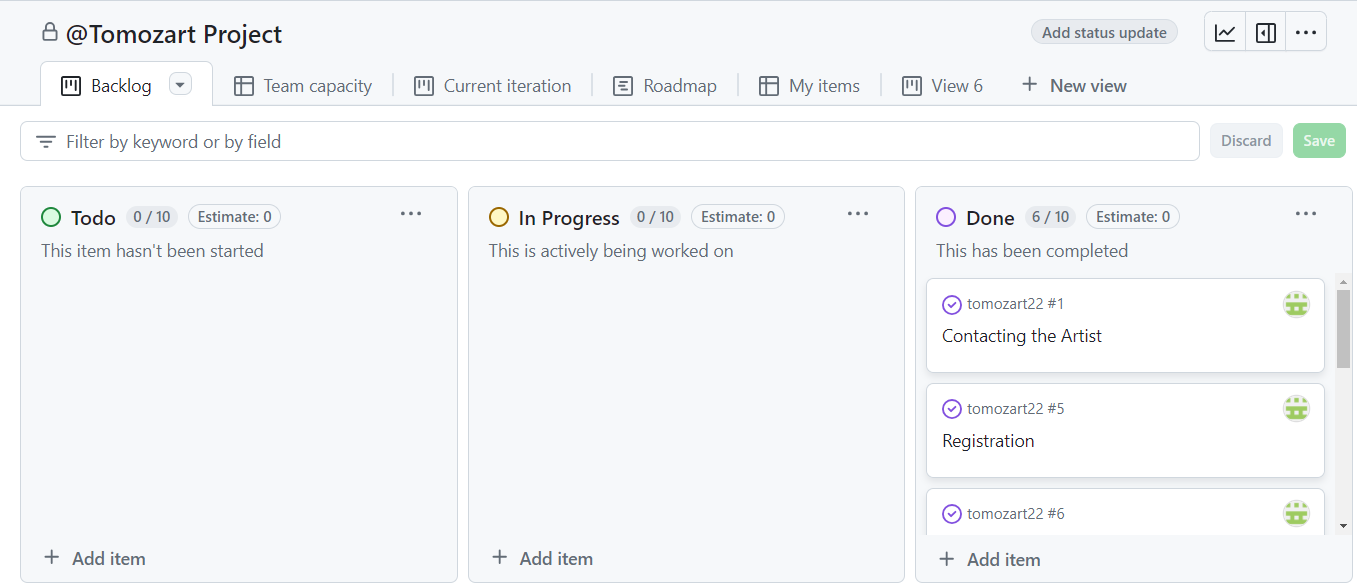 @Tomozart Project
Add status update
Backlog
Team capacity
Current iteration
Roadmap
My items
View 6
New view
Filter by keyword or by field
Discard
Save
Todo 0 / 10 Estimate: 0
This item hasn't been started
Add item
In Progress 0 / 10 Estimate: 0
This is actively being worked on
Add item
Done 6 / 10 Estimate: 0
This has been completed
tomozart22 #1
Contacting the Artist
tomozart22 #5
Registration
tomozart22 #6
Add item